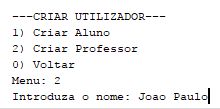 ---CRIAR UTILIZADOR---
1) Criar Aluno
2) Criar Professor
0) Voltar
Menu: 2
Introduza o nome: Joao Paulo